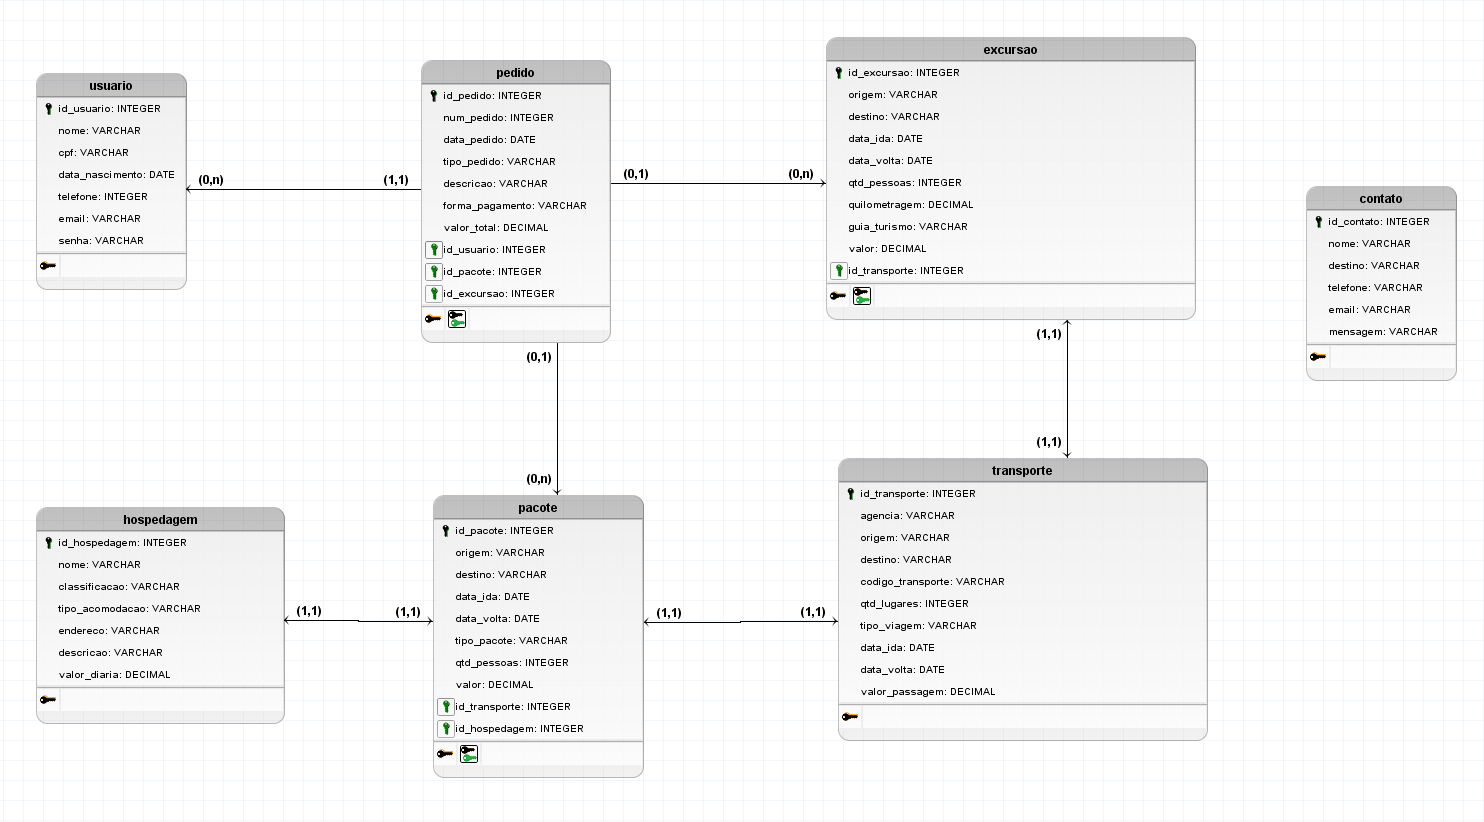 usuario
id_usuario: INTEGER
nome: VARCHAR
cpf: VARCHAR
data_nascimento: DATE
telefone: INTEGER
email: VARCHAR
senha: VARCHAR
(0,n)
(1,1)
pedido
id_pedido: INTEGER
num_pedido: INTEGER
data_pedido: DATE
tipo_pedido: VARCHAR
descricao: VARCHAR
forma_pagamento: VARCHAR
valor_total: DECIMAL
id_usuario: INTEGER
id_pacote: INTEGER
id_excursao: INTEGER
(0,1)
(0,n)
excursao
id_excursao: INTEGER
origem: VARCHAR
destino: VARCHAR
data_ida: DATE
data_volta: DATE
qtd_pessoas: INTEGER
quilometragem: DECIMAL
guia_turismo: VARCHAR
valor: DECIMAL
id_transporte: INTEGER
contato
id_contato: INTEGER
nome: VARCHAR
destino: VARCHAR
telefone: VARCHAR
email: VARCHAR
mensagem: VARCHAR
(0,1)
(0,n)
(1,1)
(1,1)
hospedagem
id_hospedagem: INTEGER
nome: VARCHAR
classificacao: VARCHAR
tipo_acomodacao: VARCHAR
endereco: VARCHAR
descricao: VARCHAR
valor_diaria: DECIMAL
(1,1)
(1,1)
pacote
id_pacote: INTEGER
origem: VARCHAR
destino: VARCHAR
data_ida: DATE
data_volta: DATE
tipo_pacote: VARCHAR
qtd_pessoas: INTEGER
valor: DECIMAL
id_transporte: INTEGER
id_hospedagem: INTEGER
(1,1)
(1,1)
transporte
id_transporte: INTEGER
agencia: VARCHAR
origem: VARCHAR
destino: VARCHAR
codigo_transporte: VARCHAR
qtd_lugares: INTEGER
tipo_viagem: VARCHAR
data_ida: DATE
data_volta: DATE
valor_passagem: DECIMAL